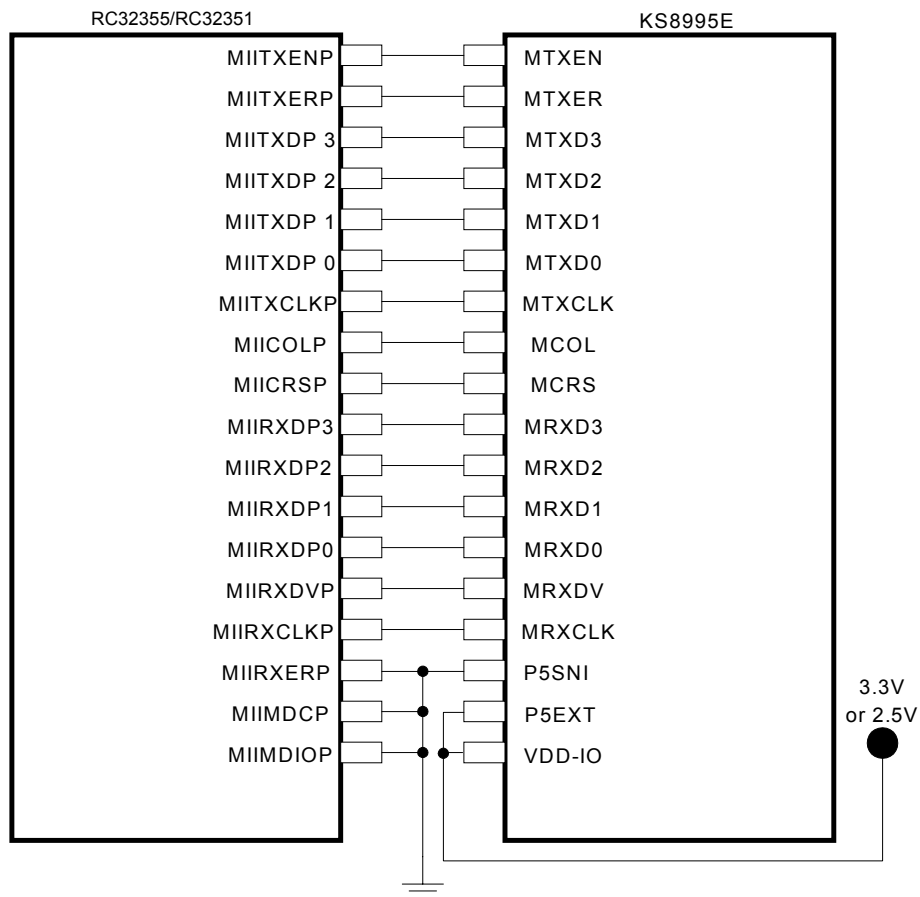 RC32355/RC32351
KS8995E
MIITXENP
MTXEN
MIITXERP
MTXER
MIITXDP 3
MTXD3
MIITXDP 2
MTXD2
MIITXDP 1
MTXD1
MIITXDP 0
MTXD0
MIITXCLKP
MTXCLK
MIICOLP
MCOL
MIICRSP
MCRS
MIIRXDP3
MRXD3
MIIRXDP2
MRXD2
MIIRXDP1
MRXD1
MIIRXDP0
MRXD0
MIIRXDVP
MRXDV
MIIRXCLKP
MRXCLK
MIIRXERP
P5SNI
MIIMDCP
P5EXT
MIIMDIOP
VDD-IO
3.3V
or 2.5V